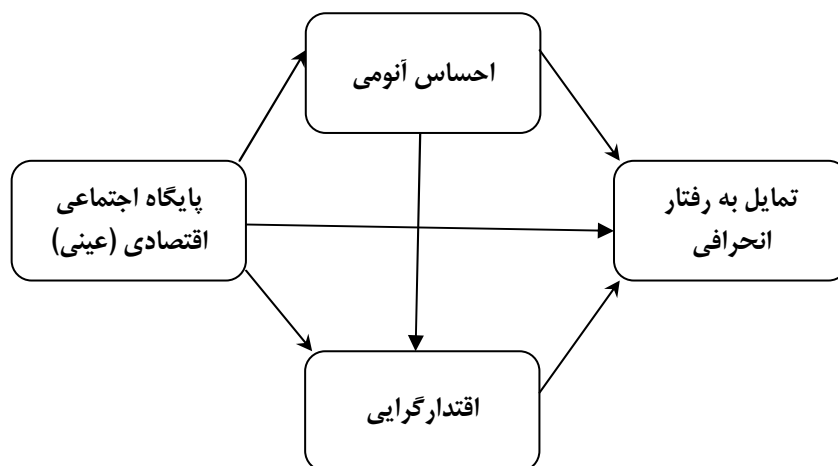 احساس آنومی
پایگاه اجتماعی
اقتصادی (عینی)
تمایل به رفتار
انحرافی
اقتدارگرایی